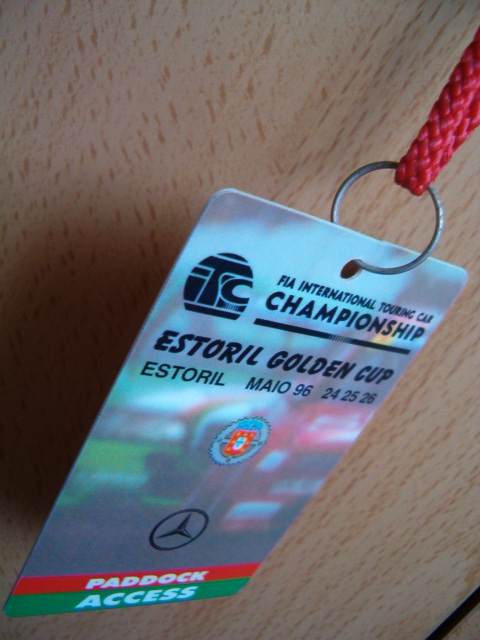 iTC
FIA INTERNATIONAL TOURING CAR
CHAMPIONSHIP
ESTORIL GOLDEN CUP
ESTORIL MAIO 96 24 25 26
PADDOCK
ACCESS